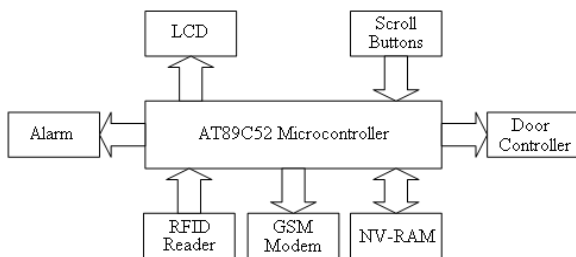 LCD
Scroll
Buttons
Alarm
AT89C52 Microcontroller
Door
Controller
RFID
Reader
GSM
Modem
NV-RAM